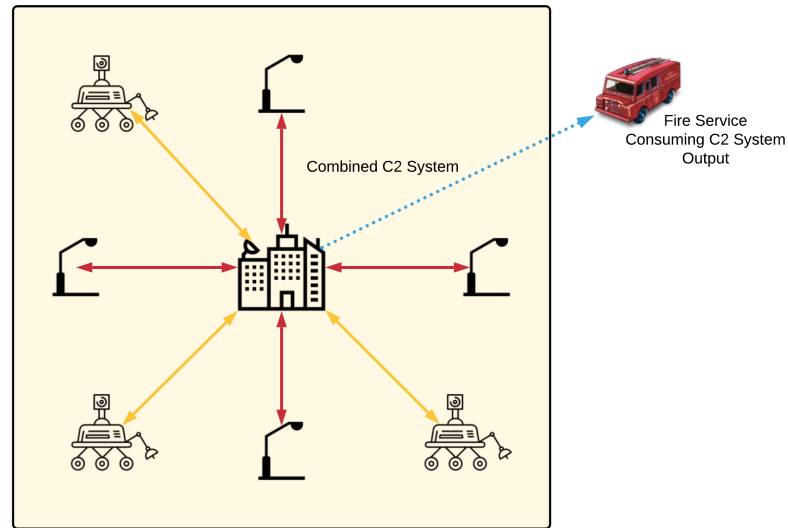 Combined C2 System
Fire Service
Consuming C2 System
Output